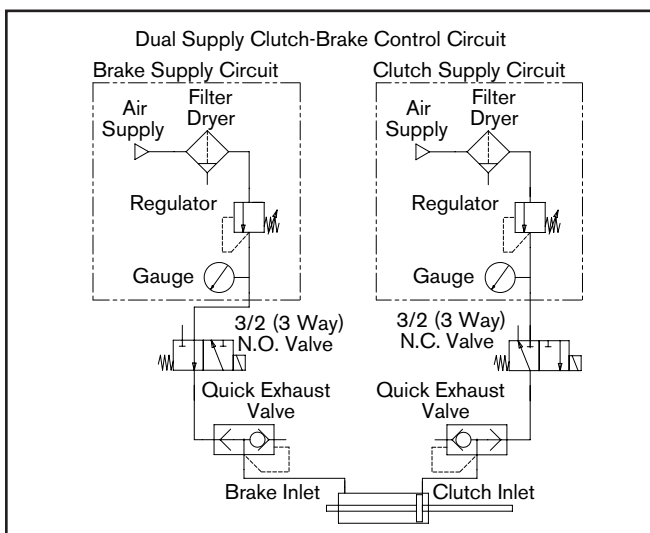 Dual Supply Clutch-Brake Control Circuit
Brake Supply Circuit
Clutch Supply Circuit
Air
Supply
Filter
Dryer
Regulator
Gauge
3/2 (3 Way)
N.O. Valve
Quick Exhaust
Valve
Brake Inlet
Air
Supply
Filter
Dryer
Regulator
Gauge
3/2 (3 Way)
N.C. Valve
Quick Exhaust
Valve
Clutch Inlet